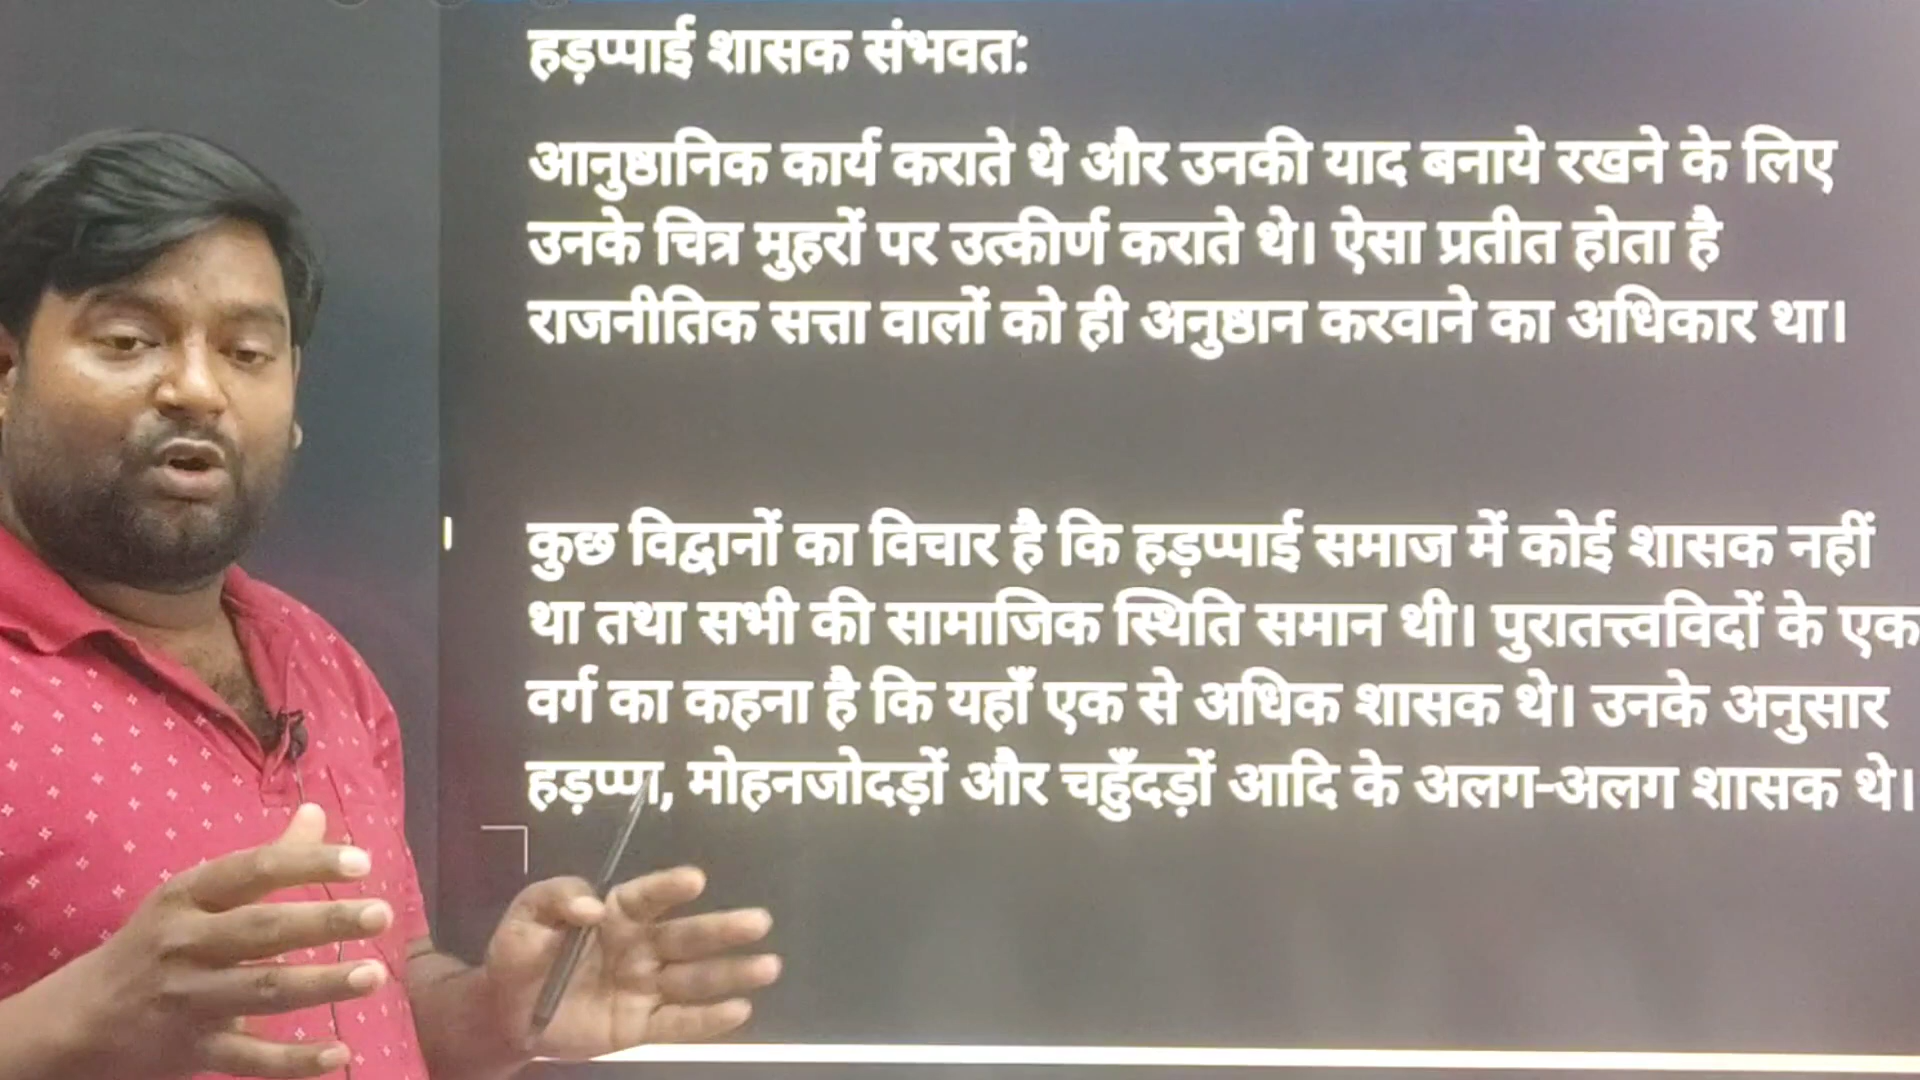 हड़प्पाई शासक संभवत:
आनुष्ठानिक कार्य कराते थे और उनकी याद बनाये रखने के लिए
उनके चित्र मुहरों पर उत्कीर्ण कराते थे। ऐसा प्रतीत होता है
राजनीतिक सत्ता वालों को ही अनुष्ठान करवाने का अधिकार था।
कुछ विद्वानों का विचार है कि हड़प्पाई समाज में कोई शासक नहीं
था तथा सभी की सामाजिक स्थिति समान थी। पुरातत्त्वविदों के एक
वर्ग का कहना है कि यहाँ एक से अधिक शासक थे। उनके अनुसार
हड़प्पा, मोहनजोदड़ों और चहुँदड़ों आदि के अलग-अलग शासक थे।